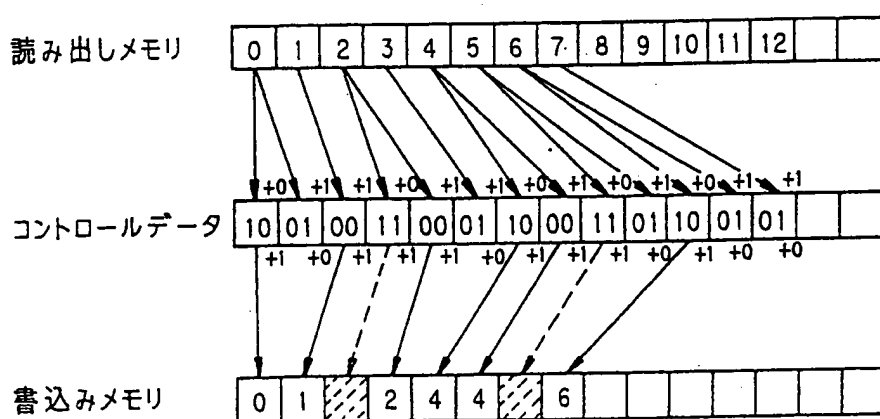 読み出しメモリ 0 1 2 3 4 5 6 7 8 9 10 11 12
+0 +1 +1 +0 +1 +1 +0 +1 +0 +1 +0 +1 +1
コントロールデータ 10 01 00 11 00 01 10 00 11 01 10 01 01
+1 +0 +1 +1 +1 +0 +1 +1 +1 +0 +1 +0 +0
書込みメモリ 0 1 2 4 4 6